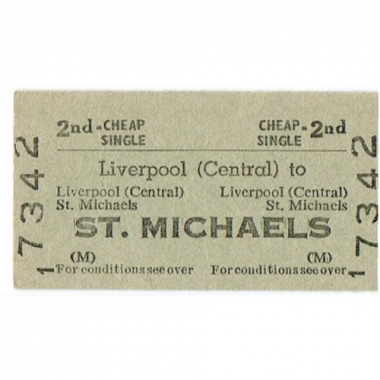 2nd - CHEAP SINGLE CHEAP - 2nd SINGLE
Liverpool (Central) to
Liverpool (Central) Liverpool (Central)
St. Michaels St. Michaels
ST. MICHAELS
(M) (M)
For conditions see over For conditions see over
17342
17342